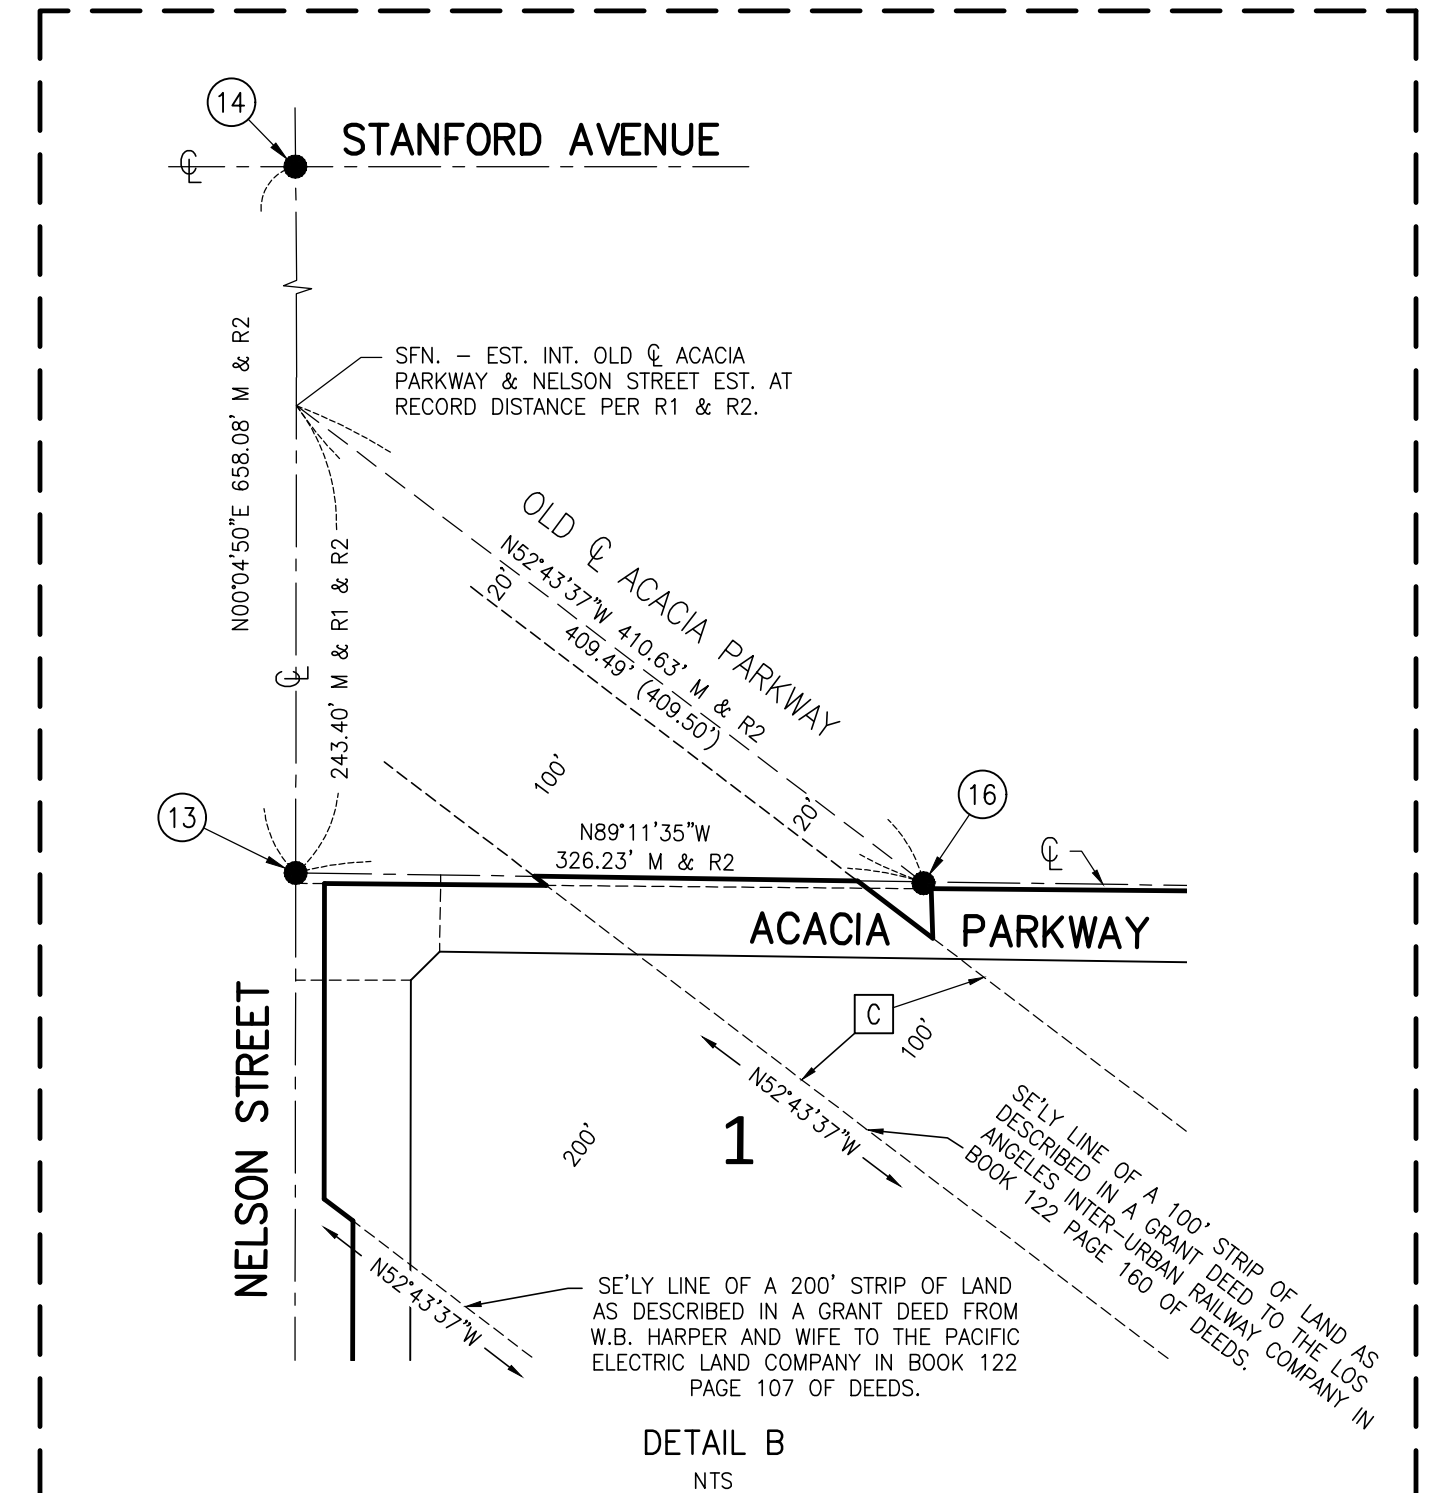 14
STANFORD AVENUE
℄
N00°04'50"E 658.08' M & R2
SFN. – EST. INT. OLD ℄ ACACIA
PARKWAY & NELSON STREET EST. AT
RECORD DISTANCE PER R1 & R2.
OLD ℄ ACACIA PARKWAY
N52°43'37"W 410.63' M & R2
409.49' (409.50')
20'
243.40' M & R1 & R2
℄
100'
20'
13
16
N89°11'35"W
326.23' M & R2
℄
ACACIA PARKWAY
NELSON STREET
C
100'
N52°43'37"W
1
200'
SE'LY LINE OF A 100' STRIP OF LAND AS
DESCRIBED IN A GRANT DEED TO THE LOS
ANGELES INTER-URBAN RAILWAY COMPANY IN
BOOK 122 PAGE 160 OF DEEDS.
N52°43'37"W
SE'LY LINE OF A 200' STRIP OF LAND
AS DESCRIBED IN A GRANT DEED FROM
W.B. HARPER AND WIFE TO THE PACIFIC
ELECTRIC LAND COMPANY IN BOOK 122
PAGE 107 OF DEEDS.
DETAIL B
NTS